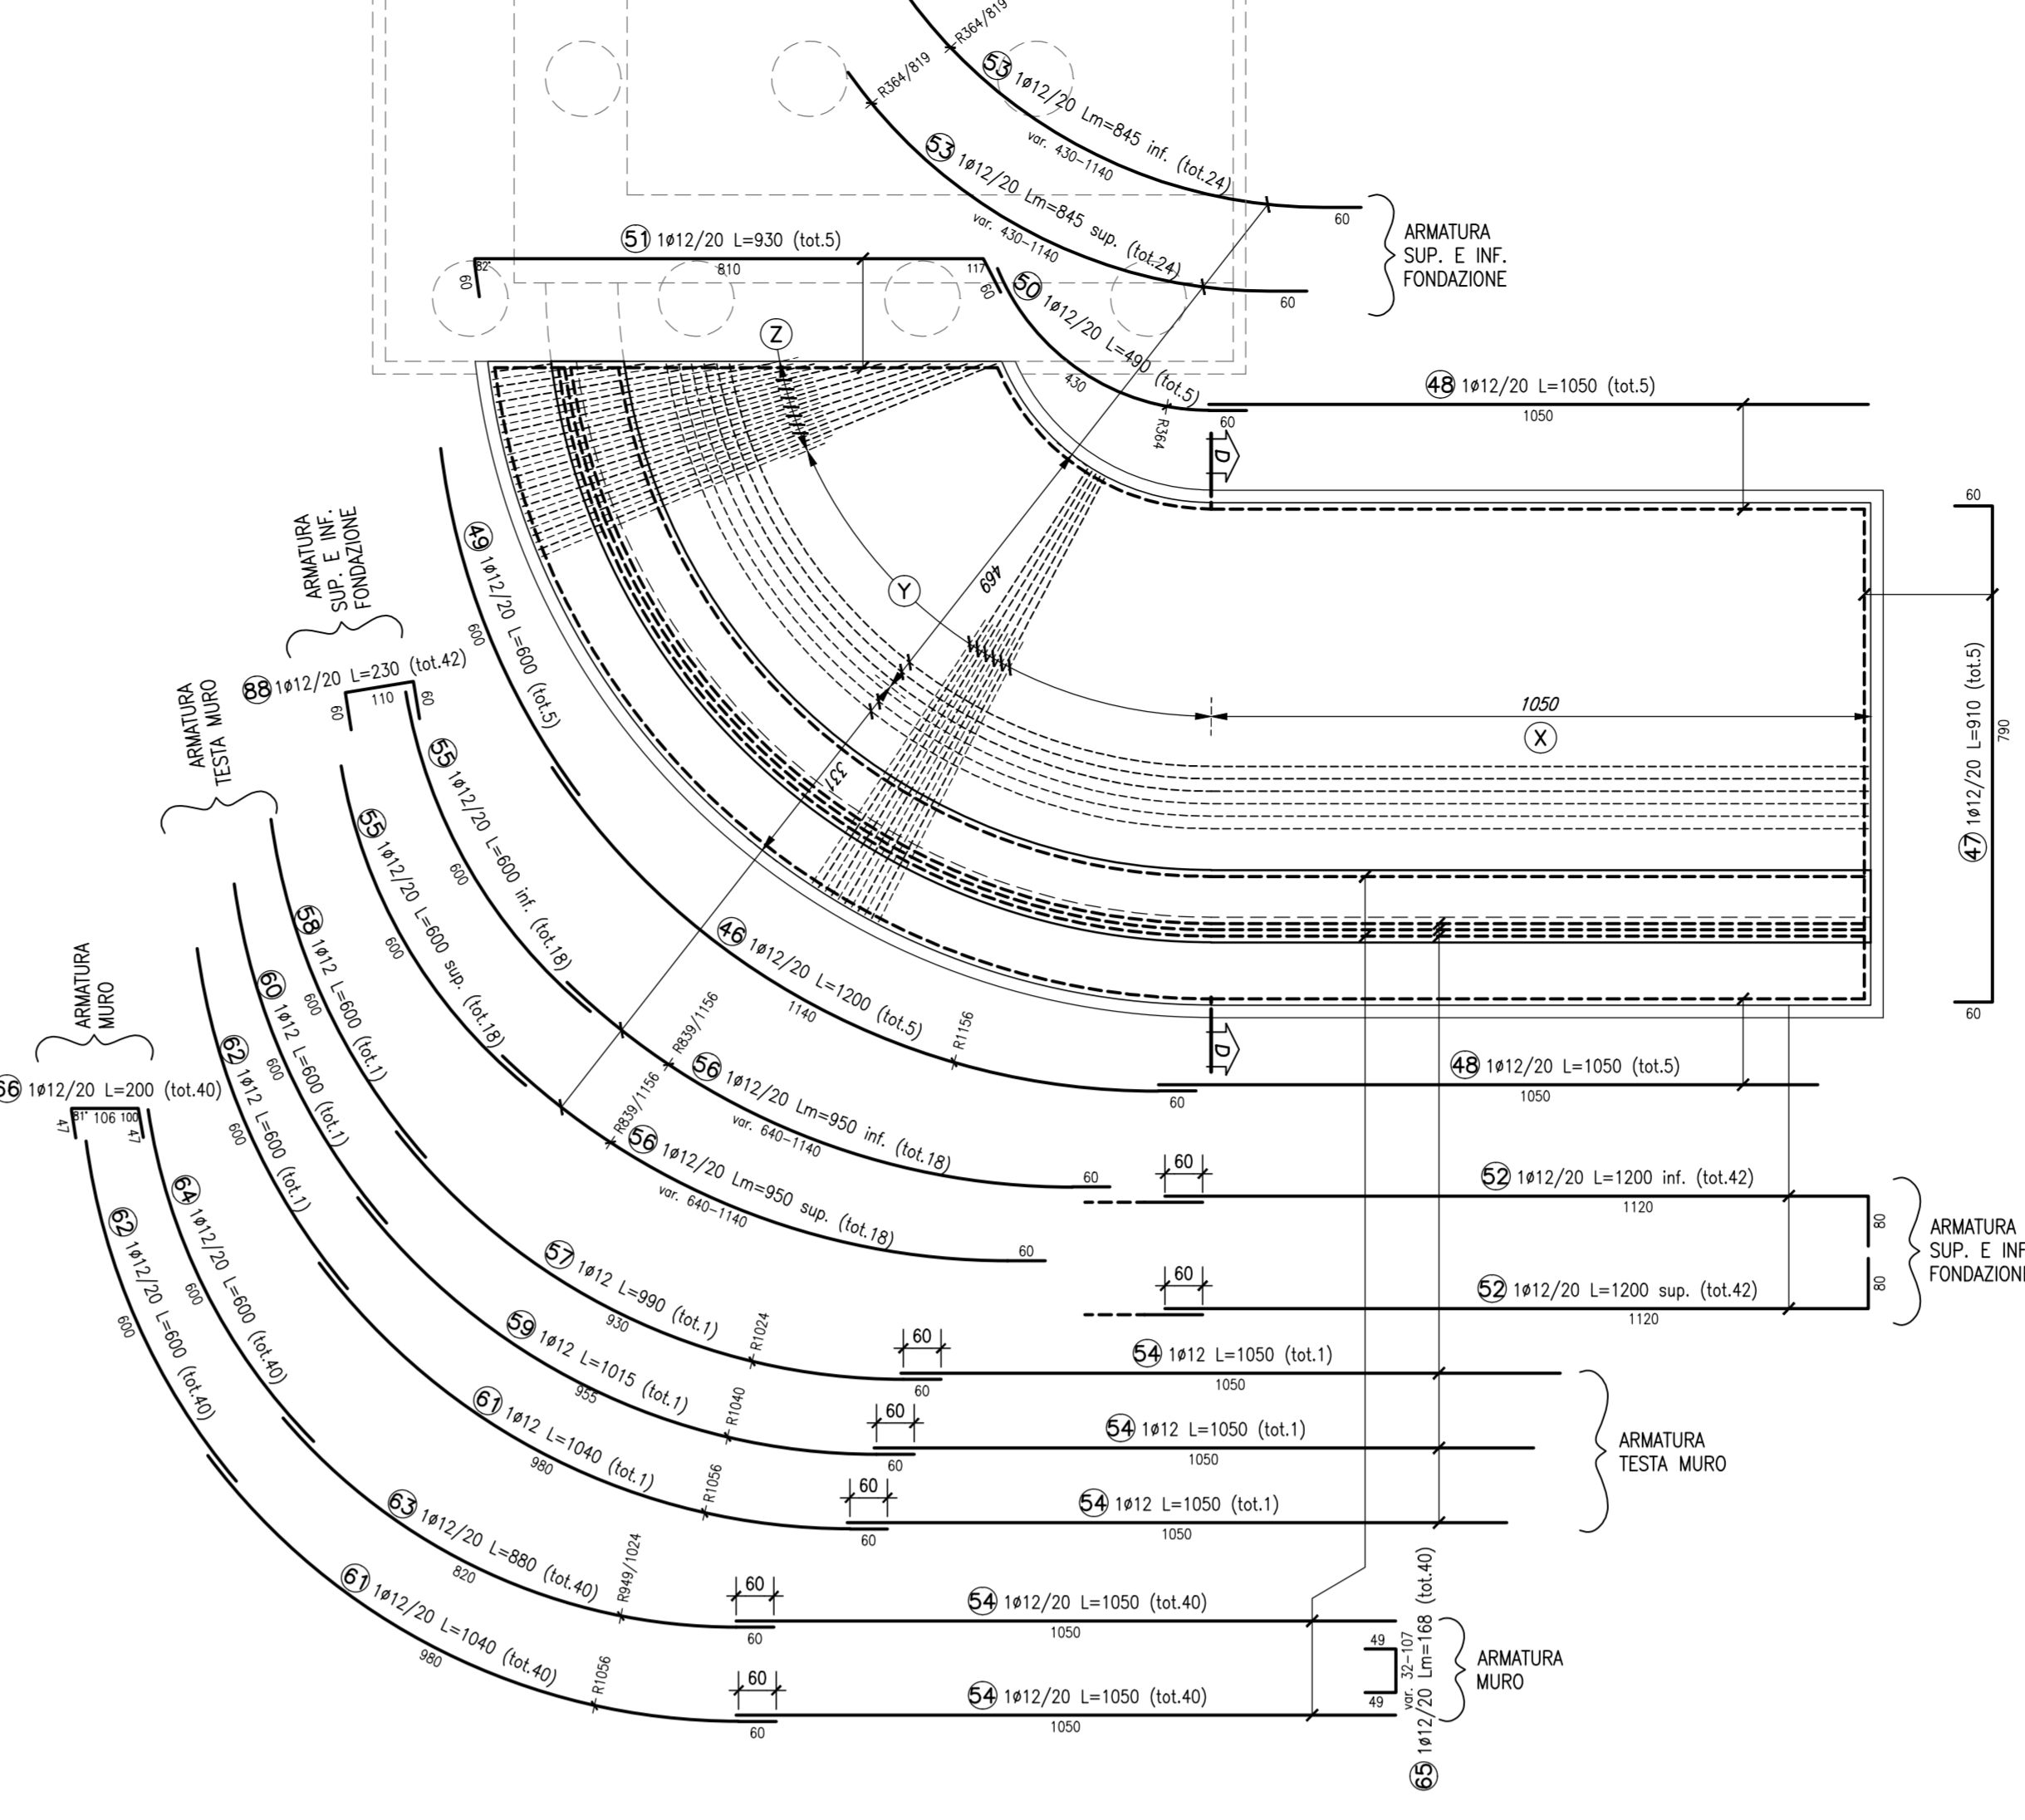 R364/819
53 1ø12/20 Lm=845 inf. (tot.24)
var. 430-1140
60
R364/819
53 1ø12/20 Lm=845 sup. (tot.24)
var. 430-1140
60
ARMATURA
SUP. E INF.
FONDAZIONE
51 1ø12/20 L=930 (tot.5)
82°
810
117
60
60
50 1ø12/20 L=490 (tot.5)
430
R364
60
48 1ø12/20 L=1050 (tot.5)
1050
Z
D
Y
469
331
1050
X
60
47 1ø12/20 L=910 (tot.5)
790
60
49 1ø12/20 L=600 (tot.5)
600
ARMATURA
SUP. E INF.
FONDAZIONE
88 1ø12/20 L=230 (tot.42)
60
110
60
ARMATURA
TESTA MURO
55 1ø12/20 L=600 inf. (tot.18)
600
55 1ø12/20 L=600 sup. (tot.18)
600
46 1ø12/20 L=1200 (tot.5)
1140
R1156
60
D
48 1ø12/20 L=1050 (tot.5)
1050
R839/1156
56 1ø12/20 Lm=950 inf. (tot.18)
var. 640-1140
60
R839/1156
56 1ø12/20 Lm=950 sup. (tot.18)
var. 640-1140
60
60
52 1ø12/20 L=1200 inf. (tot.42)
1120
80
60
52 1ø12/20 L=1200 sup. (tot.42)
1120
80
ARMATURA
SUP. E INF
FONDAZIONE
58 1ø12 L=600 (tot.1)
600
60 1ø12 L=600 (tot.1)
600
62 1ø12 L=600 (tot.1)
600
ARMATURA
MURO
66 1ø12/20 L=200 (tot.40)
47
81°
106
100
47
64 1ø12/20 L=600 (tot.40)
600
62 1ø12/20 L=600 (tot.40)
600
57 1ø12 L=990 (tot.1)
930
R1024
60
60
54 1ø12 L=1050 (tot.1)
1050
59 1ø12 L=1015 (tot.1)
955
R1040
60
60
54 1ø12 L=1050 (tot.1)
1050
61 1ø12 L=1040 (tot.1)
980
R1056
60
60
54 1ø12 L=1050 (tot.1)
1050
ARMATURA
TESTA MURO
63 1ø12/20 L=880 (tot.40)
820
R949/1024
60
60
54 1ø12/20 L=1050 (tot.40)
1050
61 1ø12/20 L=1040 (tot.40)
980
R1056
60
60
54 1ø12/20 L=1050 (tot.40)
1050
49
49
var. 32-107
65 1ø12/20 Lm=168 (tot.40)
ARMATURA
MURO